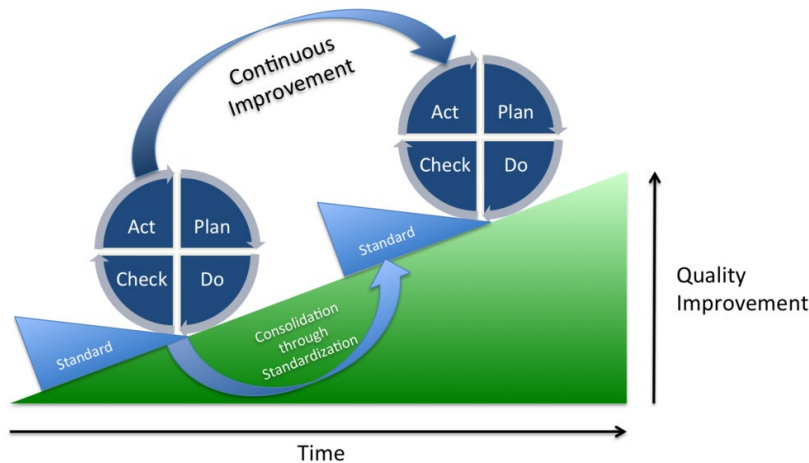 Continuous
Improvement
Act Plan
Check Do
Act Plan
Check Do
Standard
Standard
Consolidation
through
Standardization
Quality
Improvement
Time